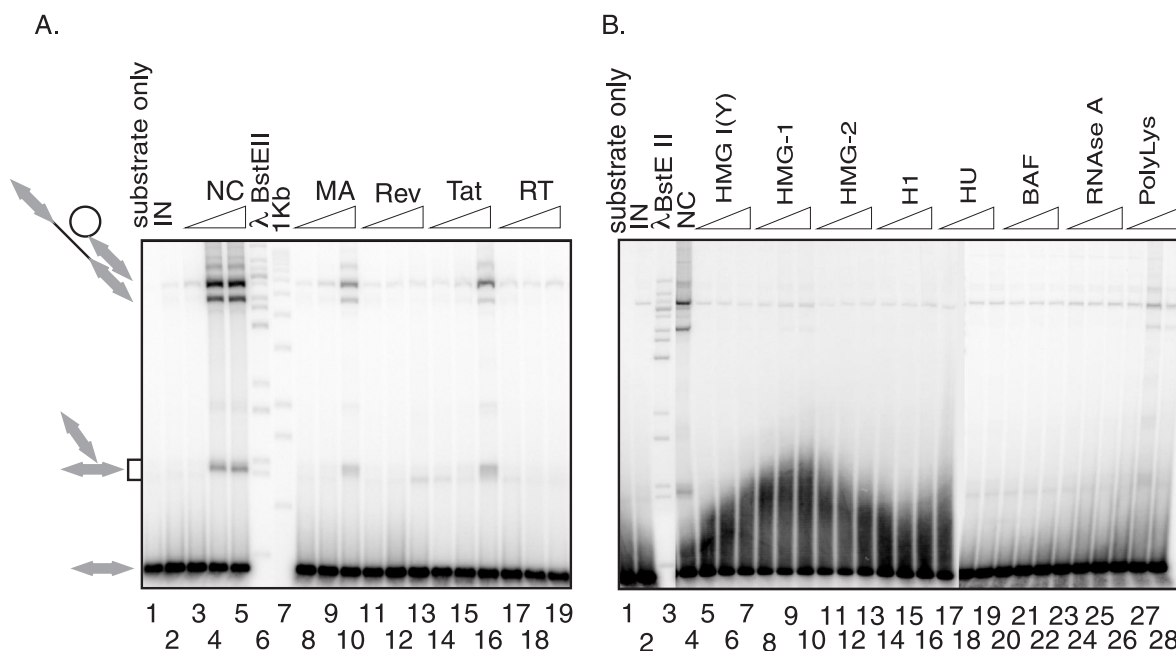 A.
substrate only
IN
NC
λ BstEII
1Kb
MA
Rev
Tat
RT
1 3 5 7 9 11 13 15 17 19
2 4 6 8 10 12 14 16 18
B.
substrate only
IN
λ BstE II
NC
HMG I(Y)
HMG-1
HMG-2
H1
HU
BAF
RNAse A
PolyLys
1 3 5 7 9 11 13 15 17 19 21 23 25 27
2 4 6 8 10 12 14 16 18 20 22 24 26 28